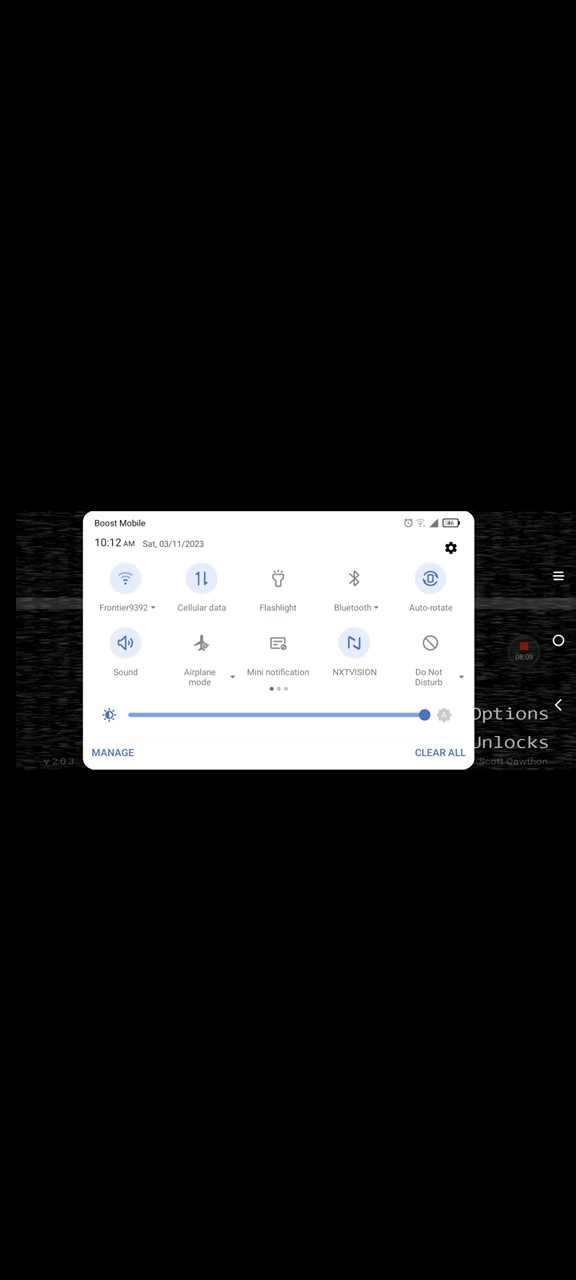 Boost Mobile
46
10:12 AM Sat, 03/11/2023
Frontier9392 Cellular data Flashlight Bluetooth Auto-rotate
Sound Airplane mode Mini notification NXTVISION Do Not Disturb
08:09
A
Options
Unlocks
MANAGE CLEAR ALL
v 2.0.3 Scott Cawthon